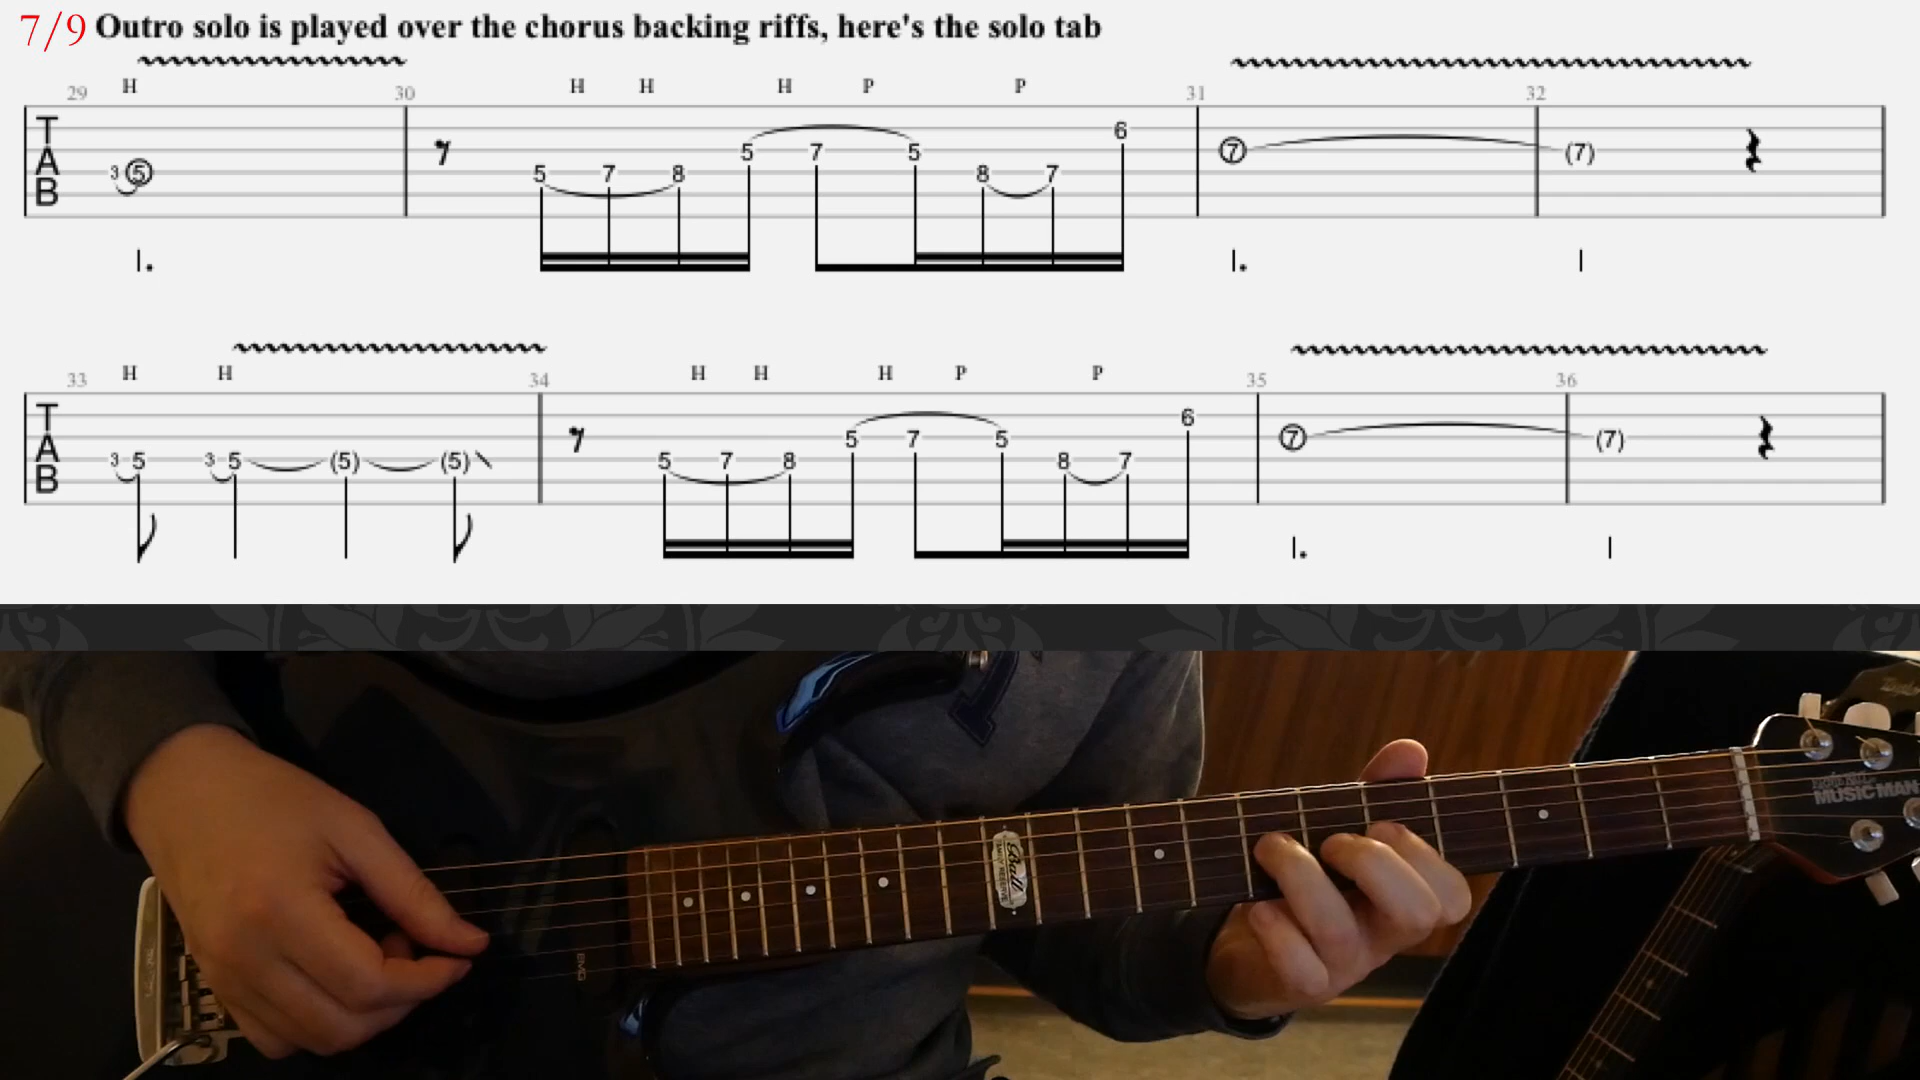 7/9 Outro solo is played over the chorus backing riffs, here's the solo tab
29 H 30 H H H P P 31 32
T A B
3 5 5 7 8 5 7 5 8 7 6 7 (7)
33 H H 34 H H H P P 35 36
T A B
3 5 3 5 (5) (5) 5 7 8 5 7 5 8 7 6 7 (7)
Ball
MUSIC MAN
EMG